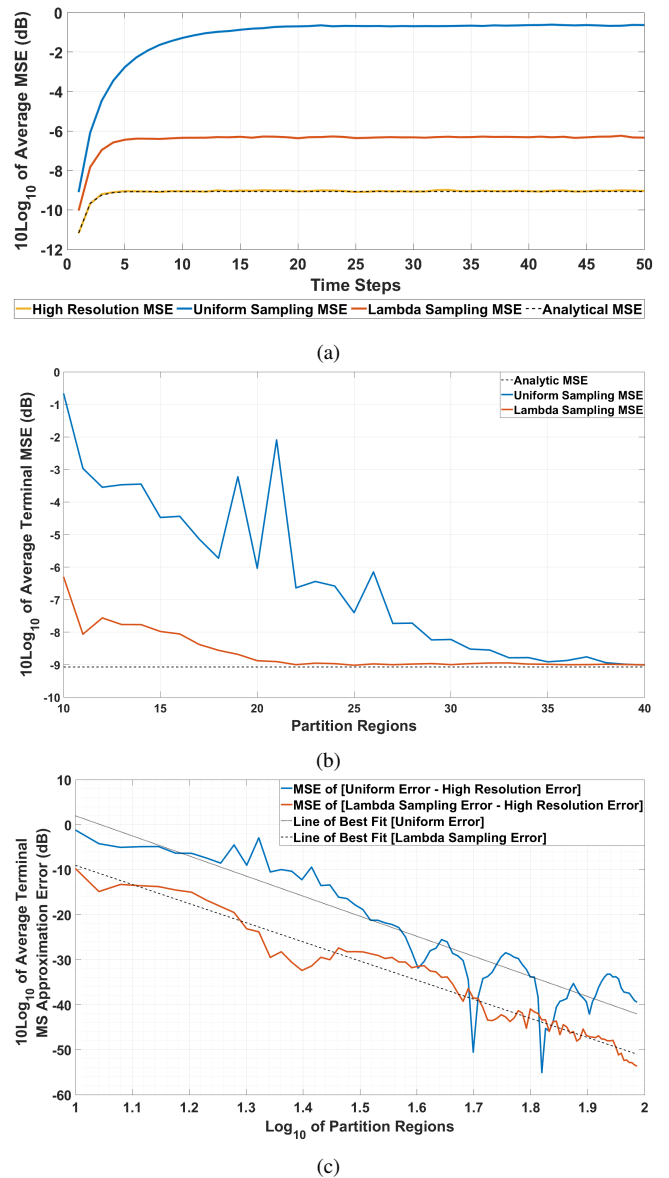 10Log10 of Average MSE (dB)
0
-2
-4
-6
-8
-10
-12
0 5 10 15 20 25 30 35 40 45 50
Time Steps
High Resolution MSE Uniform Sampling MSE Lambda Sampling MSE Analytical MSE
(a)
10Log10 of Average Terminal MSE (dB)
0
-1
-2
-3
-4
-5
-6
-7
-8
-9
-10
Analytic MSE
Uniform Sampling MSE
Lambda Sampling MSE
10 15 20 25 30 35 40
Partition Regions
(b)
10Log10 of Average Terminal
MS Approximation Error (dB)
10
0
-10
-20
-30
-40
-50
-60
MSE of [Uniform Error - High Resolution Error]
MSE of [Lambda Sampling Error - High Resolution Error]
Line of Best Fit [Uniform Error]
Line of Best Fit [Lambda Sampling Error]
1 1.1 1.2 1.3 1.4 1.5 1.6 1.7 1.8 1.9 2
Log10 of Partition Regions
(c)